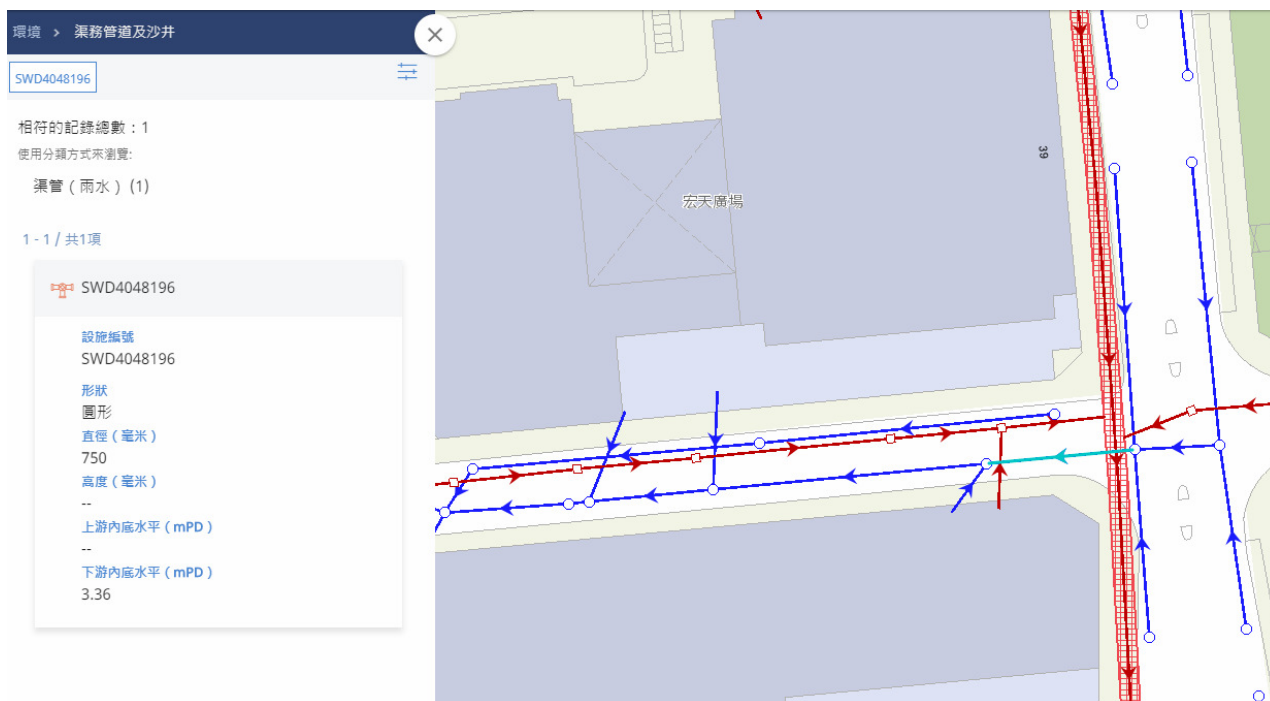 環境 > 渠務管道及沙井
SWD4048196
相符的記錄總數：1
使用分類方式來瀏覽:
渠管（雨水）(1)
1 - 1 / 共1項
SWD4048196
設施編號
SWD4048196
形狀
圓形
直徑（毫米）
750
高度（毫米）
--
上游內底水平（mPD）
--
下游內底水平（mPD）
3.36
宏天廣場
39